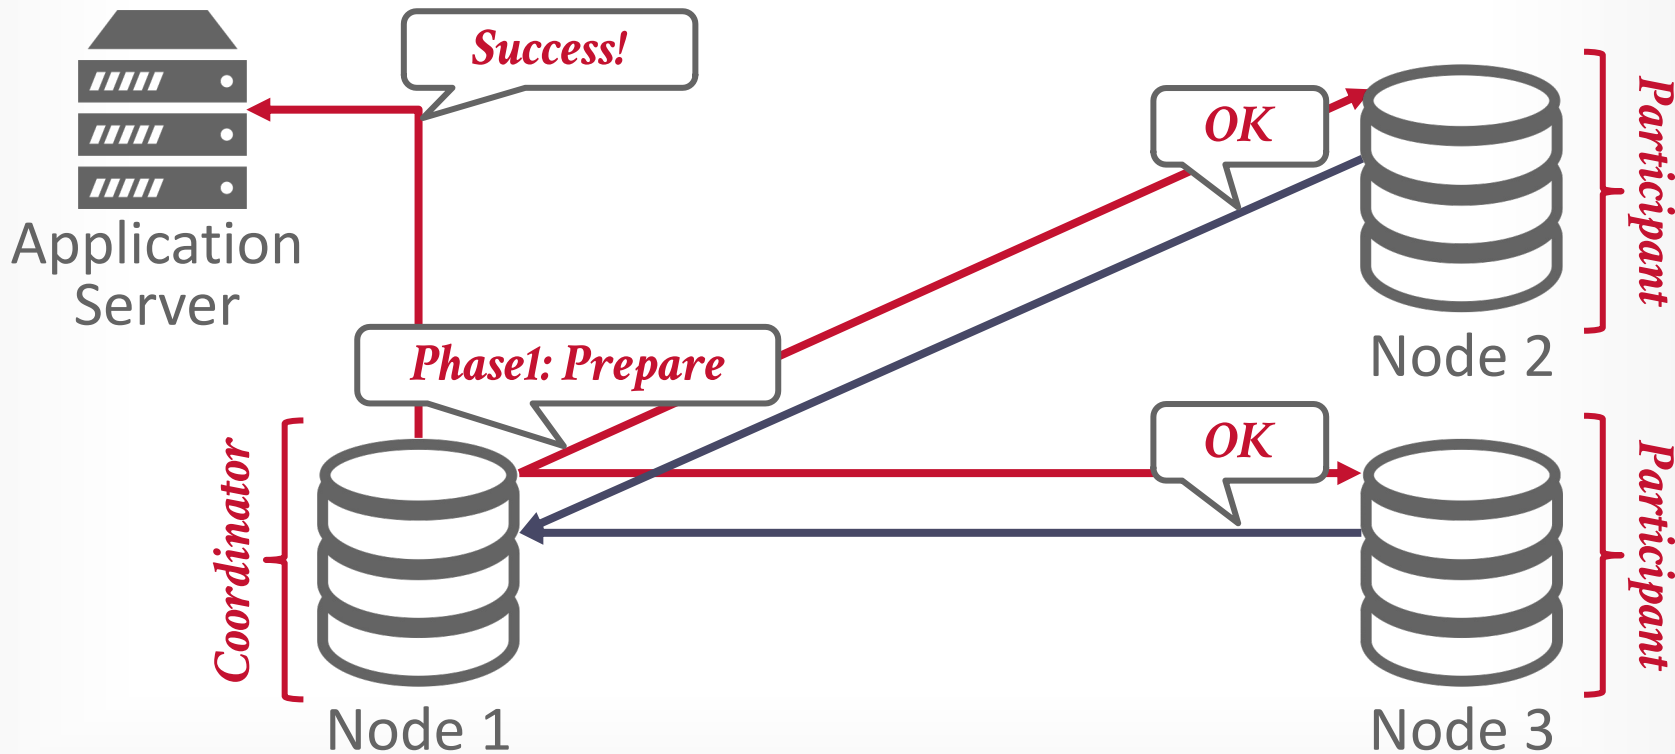 Success!
OK
Participant
Application
Server
Phase1: Prepare
Node 2
OK
Coordinator
Participant
Node 1
Node 3